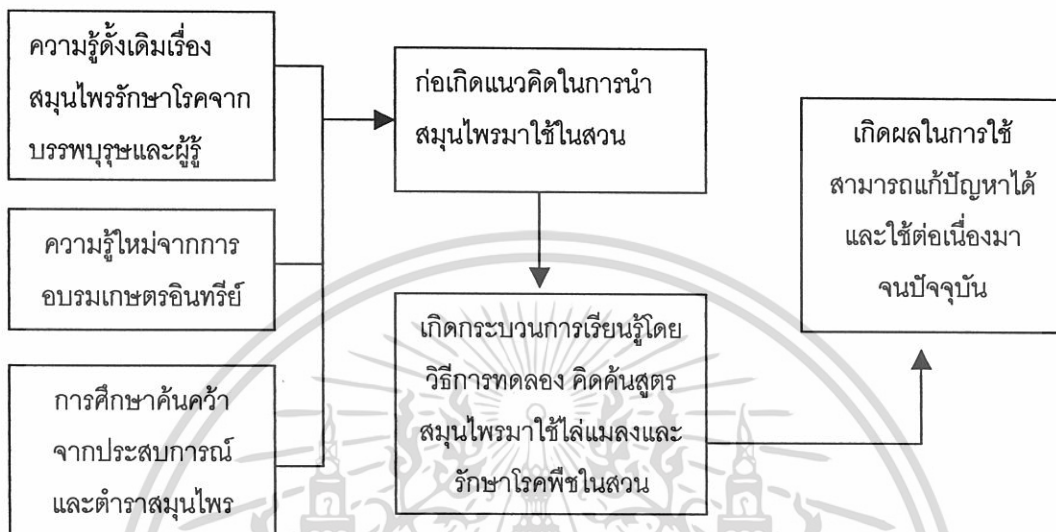 ความรู้ดั้งเดิมเรื่อง
สมุนไพรรักษาโรคจาก
บรรพบุรุษและผู้รู้
ความรู้ใหม่จากการ
อบรมเกษตรอินทรีย์
การศึกษาค้นคว้า
จากประสบการณ์
และตำราสมุนไพร
ก่อเกิดแนวคิดในการนำ
สมุนไพรมาใช้ในสวน
เกิดกระบวนการเรียนรู้โดย
วิธีการทดลอง คิดค้นสูตร
สมุนไพรมาใช้ไล่แมลงและ
รักษาโรคพืชในสวน
เกิดผลในการใช้
สามารถแก้ปัญหาได้
และใช้ต่อเนื่องมา
จนปัจจุบัน